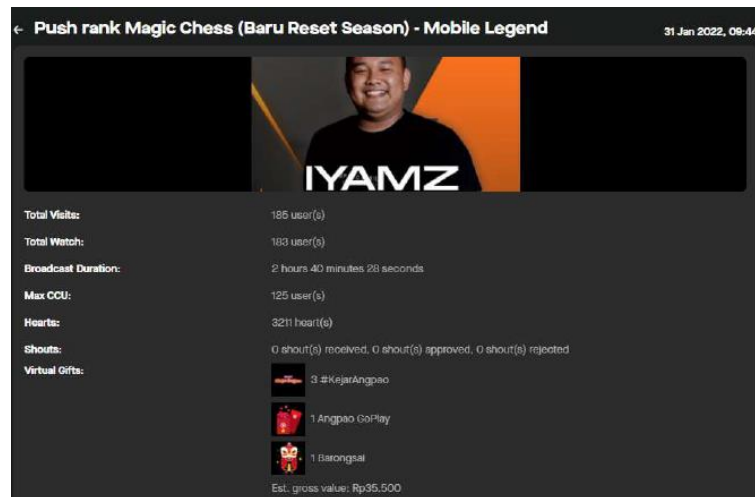 ← Push rank Magic Chess (Baru Reset Season) - Mobile Legend 31 Jan 2022, 09:44
IYAMZ
Total Visits: 185 user(s)
Total Watch: 183 user(s)
Broadcast Duration: 2 hours 40 minutes 28 seconds
Max CCU: 125 user(s)
Hearts: 3211 heart(s)
Shouts: 0 shout(s) received, 0 shout(s) approved, 0 shout(s) rejected
Virtual Gifts:
3 #KejarAngpao
1 Angpao GoPlay
1 Barongsai
Est. gross value: Rp35,500